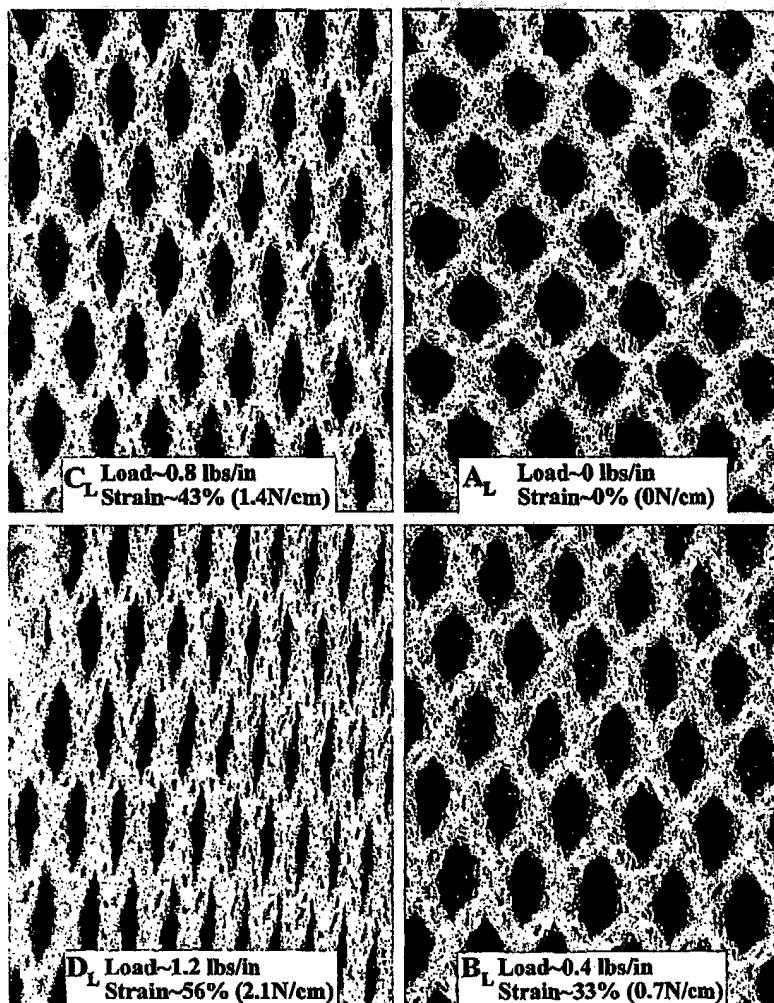 C_L Load~0.8 lbs/in
Strain~43% (1.4N/cm)
A_L Load~0 lbs/in
Strain~0% (0N/cm)
D_L Load~1.2 lbs/in
Strain~56% (2.1N/cm)
B_L Load~0.4 lbs/in
Strain~33% (0.7N/cm)